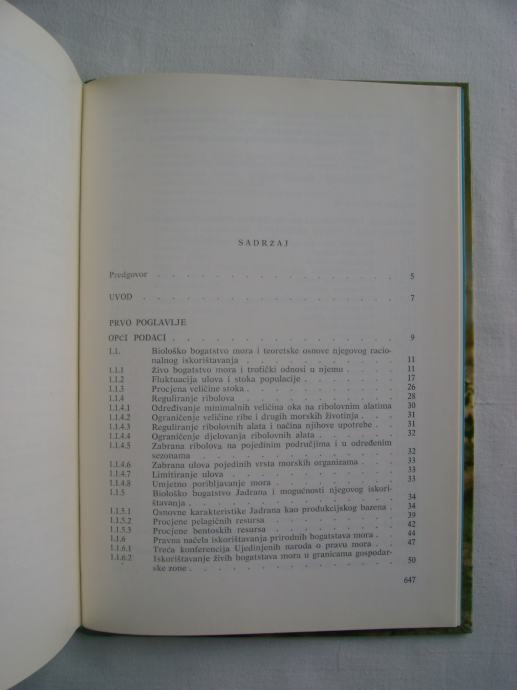 SADRŽAJ
Predgovor . . . . . . . . . . . . . . . 5
UVOD . . . . . . . . . . . . . . . 7
PRVO POGLAVLJE
OPĆI PODACI . . . . . . . . . . . . . 9
1.1. Biološko bogatstvo mora i teoretske osnove njegovog racio-
nalnog iskorištavanja . . . . . . . . . 11
1.1.1 Živo bogatstvo mora i trofički odnosi u njemu . . . 11
1.1.2 Fluktuacija ulova i stoka populacije . . . . . 17
1.1.3 Procjena veličine stoka . . . . . . . . 26
1.1.4 Reguliranje ribolova . . . . . . . . . 28
1.1.4.1 Određivanje minimalnih veličina oka na ribolovnim alatima 30
1.1.4.2 Ograničenje veličine ribe i drugih morskih životinja . 31
1.1.4.3 Reguliranje ribolovnih alata i načina njihove upotrebe . 31
1.1.4.4 Ograničenje djelovanja ribolovnih alata . . . . 32
1.1.4.5 Zabrana ribolova na pojedinim područjima i u određenim
sezonama . . . . . . . . . . . . 32
1.1.4.6 Zabrana ulova pojedinih vrsta morskih organizama . . 33
1.1.4.7 Limitiranje ulova . . . . . . . . . . 33
1.1.4.8 Umjetno poribljavanje mora . . . . . . . 33
1.1.5 Biološko bogatstvo Jadrana i mogućnosti njegovog iskori-
štavanja . . . . . . . . . . . . 34
1.1.5.1 Osnovne karakteristike Jadrana kao produkcijskog bazena . 34
1.1.5.2 Procjene pelagičnih resursa . . . . . . . 39
1.1.5.3 Procjene bentoskih resursa . . . . . . . 42
1.1.6 Pravna načela iskorištavanja prirodnih bogatstava mora . 44
1.1.6.1 Treća konferencija Ujedinjenih naroda o pravu mora . . 47
1.1.6.2 Iskorištavanje živih bogatstava mora u granicama gospodar-
ske zone . . . . . . . . . . . . 50
647